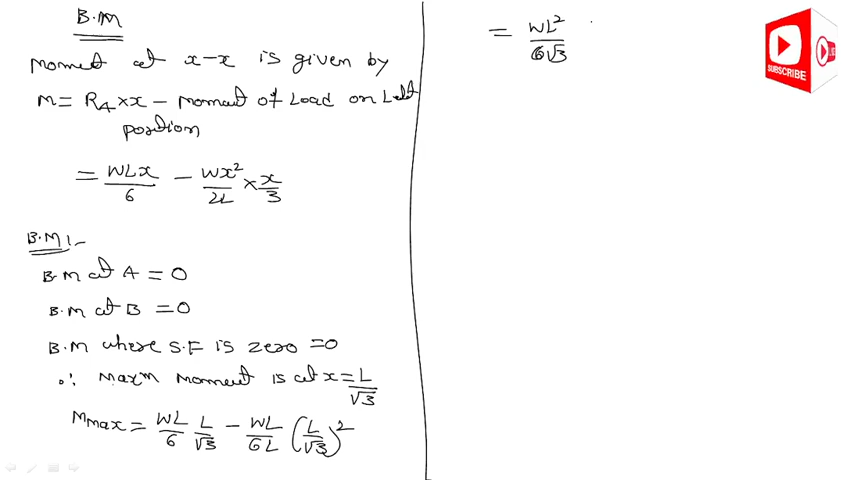 B.M
moment at x-x is given by
M = R_A × x - moment of Load on Left
portion
= WLx/6 - Wx²/2L × x/3
B.M :-
B.M at A = 0
B.M at B = 0
B.M where S.F is zero = 0
∴ maxm moment is at x = L/√3
M max = WL/6 L/√3 - WL/6L (L/√3)²
= WL²/6√3
SUBSCRIBE